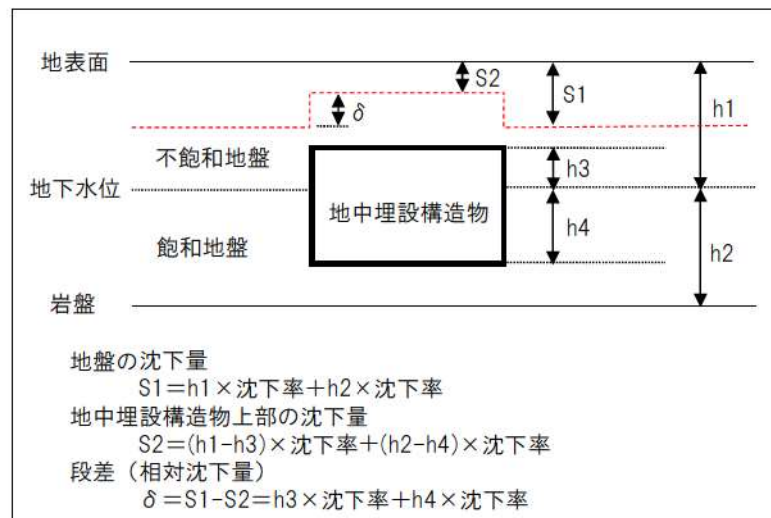 地表面
S2
S1
δ
h1
不飽和地盤
h3
地下水位
地中埋設構造物
h4
飽和地盤
h2
岩盤
地盤の沈下量
S1=h1×沈下率+h2×沈下率
地中埋設構造物上部の沈下量
S2=(h1-h3)×沈下率+(h2-h4)×沈下率
段差（相対沈下量）
δ=S1-S2=h3×沈下率+h4×沈下率